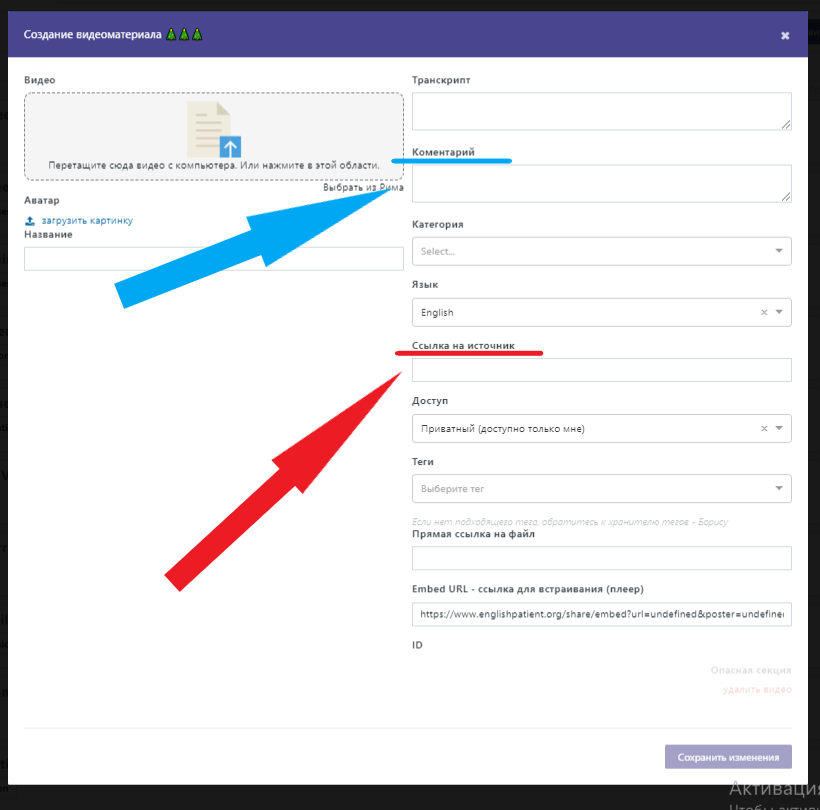 Создание видеоматериала
Видео
Перетащите сюда видео с компьютера. Или нажмите в этой области.
Выбрать из Рима
Аватар
загрузить картинку
Название
Транскрипт
Коментарий
Категория
Select...
Язык
English
Ссылка на источник
Доступ
Приватный (доступно только мне)
Теги
Выберите тег
Если нет подходящего тега, обратитесь к хранителю тегов - Борису
Прямая ссылка на файл
Embed URL - ссылка для встраивания (плеер)
https://www.englishpatient.org/share/embed?url=undefined&poster=undefine
ID
Опасная секция
удалить видео
Сохранить изменения
Активация
Чтобы